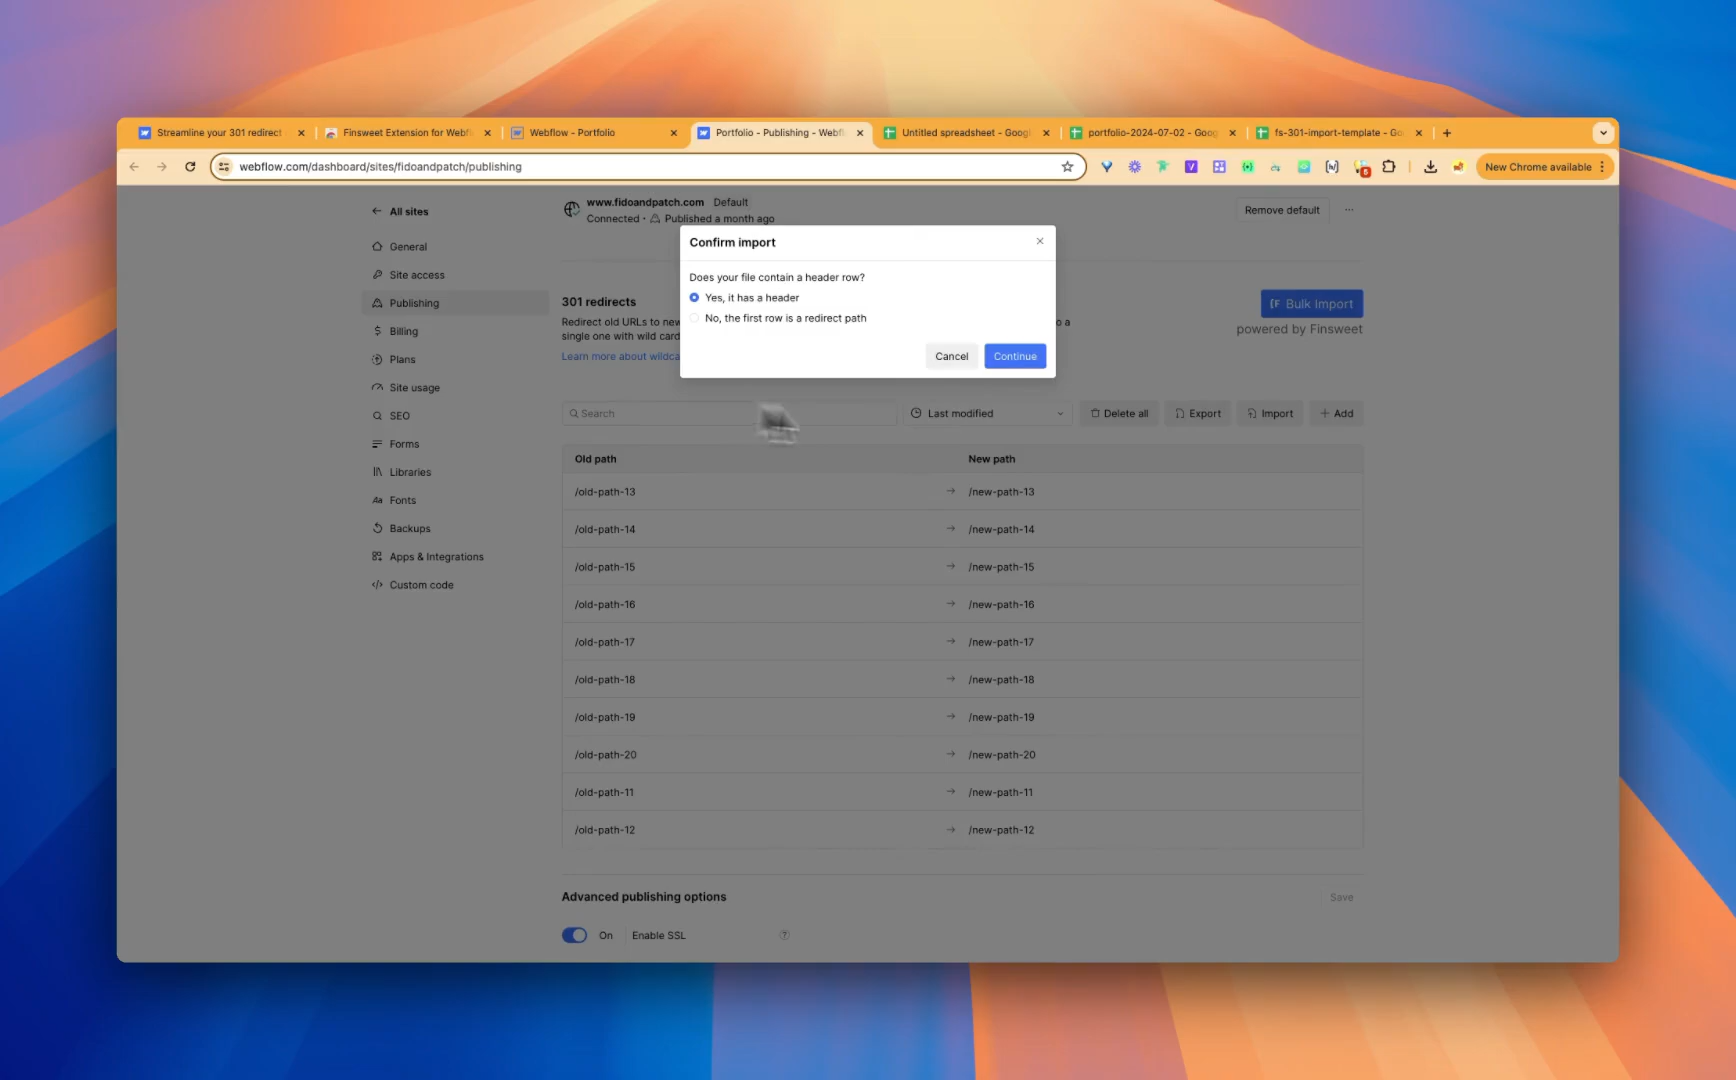 Streamline your 301 redirect
Finsweet Extension for Webfl
Webflow - Portfolio
Portfolio - Publishing - Webfl
Untitled spreadsheet - Googl
portfolio-2024-07-02 - Goog
fs-301-import-template - Go
webflow.com/dashboard/sites/fidoandpatch/publishing
5
New Chrome available
All sites
General
Site access
Publishing
Billing
Plans
Site usage
SEO
Forms
Libraries
Aa Fonts
Backups
Apps & Integrations
Custom code
www.fidoandpatch.com Default
Connected • Published a month ago
Remove default
Confirm import
Does your file contain a header row?
Yes, it has a header
No, the first row is a redirect path
Cancel
Continue
301 redirects
Redirect old URLs to new
o a
single one with wild card
Learn more about wildca
Bulk Import
powered by Finsweet
Search
Last modified
Delete all
Export
Import
Add
Old path New path
/old-path-13 → /new-path-13
/old-path-14 → /new-path-14
/old-path-15 → /new-path-15
/old-path-16 → /new-path-16
/old-path-17 → /new-path-17
/old-path-18 → /new-path-18
/old-path-19 → /new-path-19
/old-path-20 → /new-path-20
/old-path-11 → /new-path-11
/old-path-12 → /new-path-12
Advanced publishing options
Save
On Enable SSL